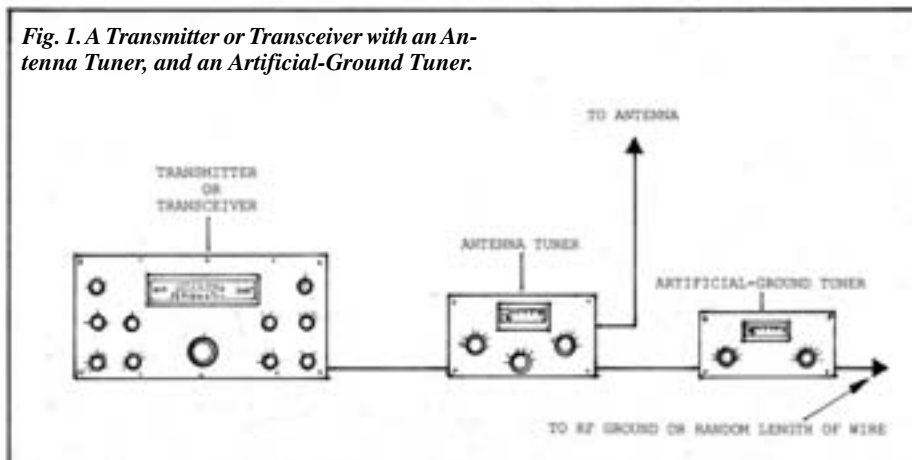 Fig. 1. A Transmitter or Transceiver with an An-
tenna Tuner, and an Artificial-Ground Tuner.
TO ANTENNA
TRANSMITTER
OR
TRANSCEIVER
ANTENNA TUNER
ARTIFICIAL-GROUND TUNER
TO RF GROUND OR RANDOM LENGTH OF WIRE